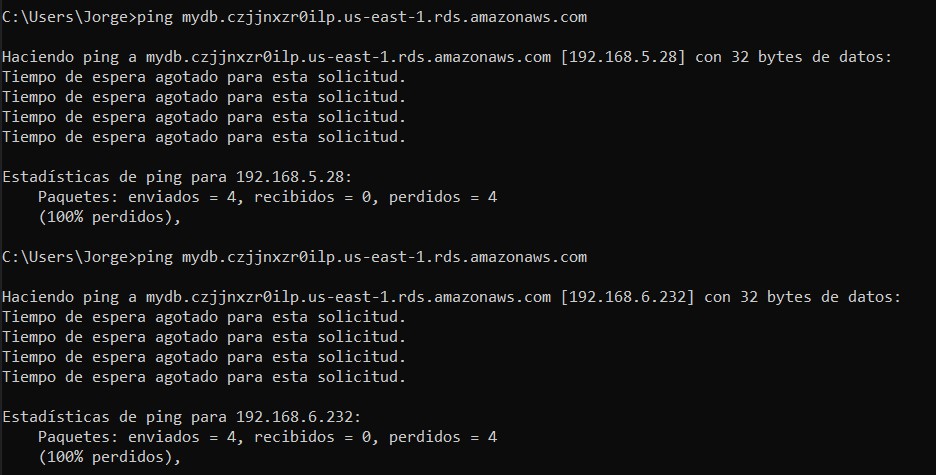 C:\Users\Jorge>ping mydb.czjjnxzr0ilp.us-east-1.rds.amazonaws.com
Haciendo ping a mydb.czjjnxzr0ilp.us-east-1.rds.amazonaws.com [192.168.5.28] con 32 bytes de datos:
Tiempo de espera agotado para esta solicitud.
Tiempo de espera agotado para esta solicitud.
Tiempo de espera agotado para esta solicitud.
Tiempo de espera agotado para esta solicitud.
Estadísticas de ping para 192.168.5.28:
Paquetes: enviados = 4, recibidos = 0, perdidos = 4
(100% perdidos),
C:\Users\Jorge>ping mydb.czjjnxzr0ilp.us-east-1.rds.amazonaws.com
Haciendo ping a mydb.czjjnxzr0ilp.us-east-1.rds.amazonaws.com [192.168.6.232] con 32 bytes de datos:
Tiempo de espera agotado para esta solicitud.
Tiempo de espera agotado para esta solicitud.
Tiempo de espera agotado para esta solicitud.
Tiempo de espera agotado para esta solicitud.
Estadísticas de ping para 192.168.6.232:
Paquetes: enviados = 4, recibidos = 0, perdidos = 4
(100% perdidos),